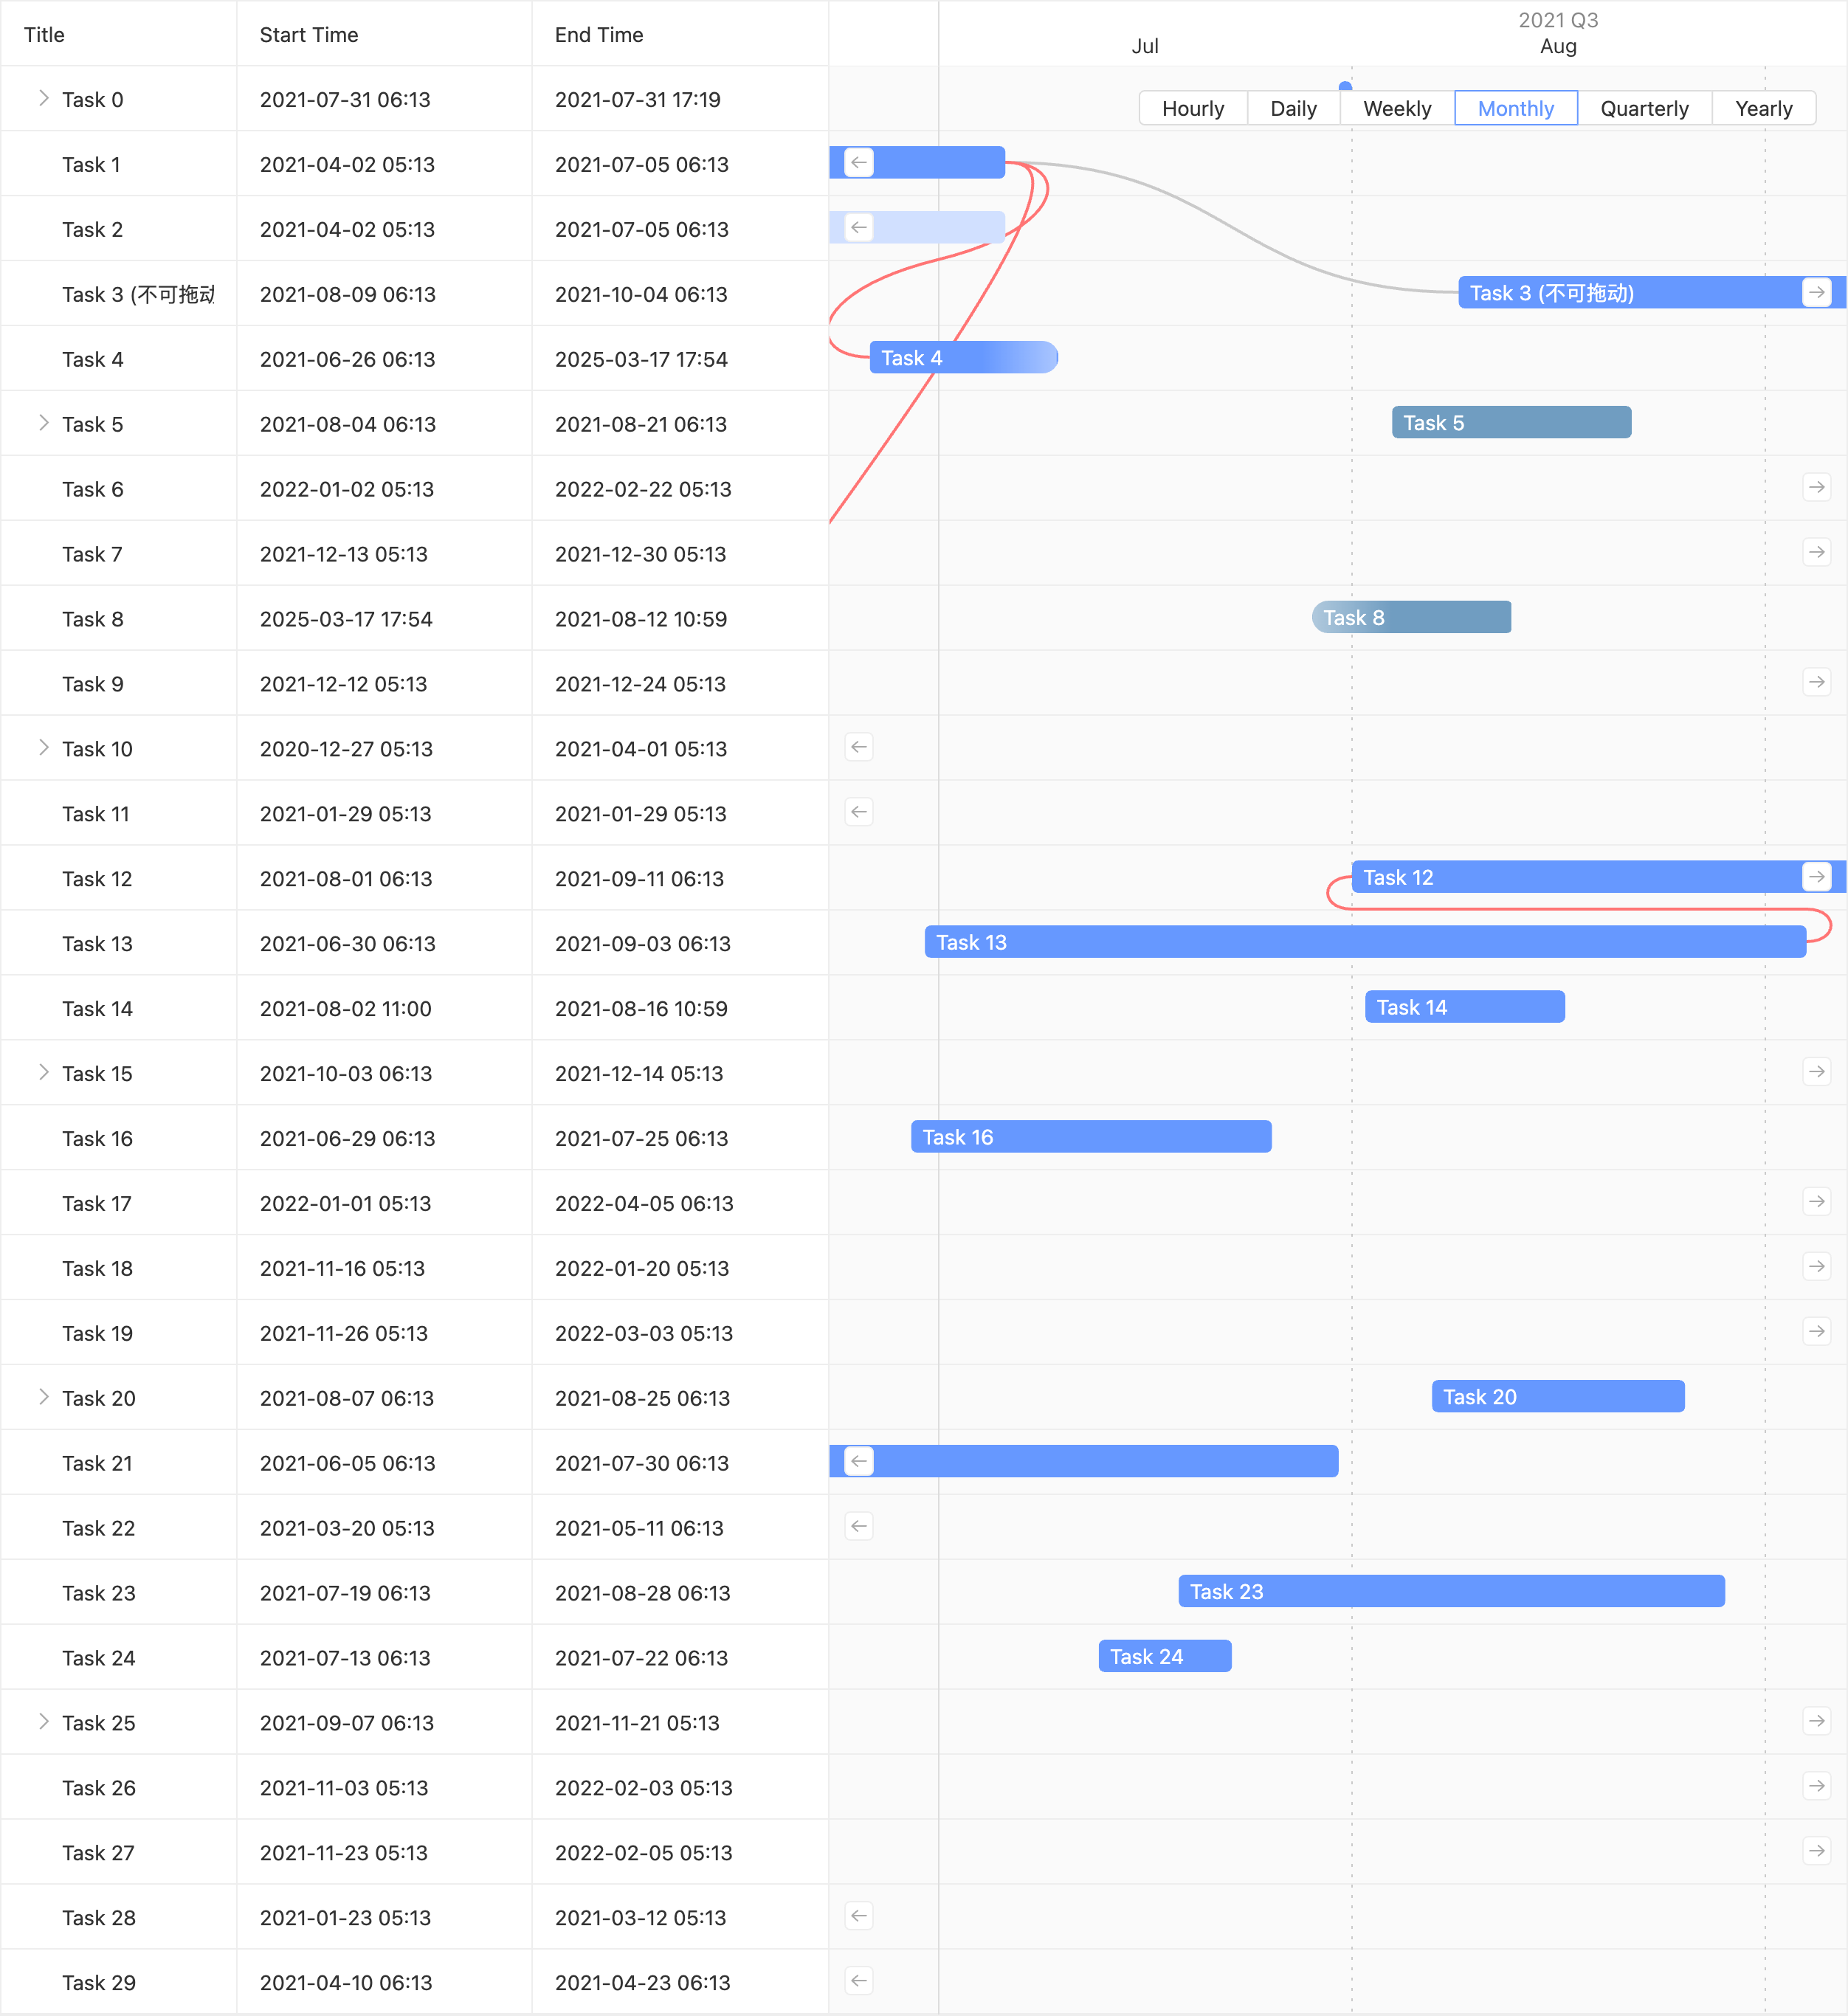 Title Start Time End Time
2021 Q3
Jul Aug
Hourly Daily Weekly Monthly Quarterly Yearly
Task 0 2021-07-31 06:13 2021-07-31 17:19
Task 1 2021-04-02 05:13 2021-07-05 06:13
Task 2 2021-04-02 05:13 2021-07-05 06:13
Task 3 (不可拖动 2021-08-09 06:13 2021-10-04 06:13 Task 3 (不可拖动)
Task 4 2021-06-26 06:13 2025-03-17 17:54 Task 4
Task 5 2021-08-04 06:13 2021-08-21 06:13 Task 5
Task 6 2022-01-02 05:13 2022-02-22 05:13
Task 7 2021-12-13 05:13 2021-12-30 05:13
Task 8 2025-03-17 17:54 2021-08-12 10:59 Task 8
Task 9 2021-12-12 05:13 2021-12-24 05:13
Task 10 2020-12-27 05:13 2021-04-01 05:13
Task 11 2021-01-29 05:13 2021-01-29 05:13
Task 12 2021-08-01 06:13 2021-09-11 06:13 Task 12
Task 13 2021-06-30 06:13 2021-09-03 06:13 Task 13
Task 14 2021-08-02 11:00 2021-08-16 10:59 Task 14
Task 15 2021-10-03 06:13 2021-12-14 05:13
Task 16 2021-06-29 06:13 2021-07-25 06:13 Task 16
Task 17 2022-01-01 05:13 2022-04-05 06:13
Task 18 2021-11-16 05:13 2022-01-20 05:13
Task 19 2021-11-26 05:13 2022-03-03 05:13
Task 20 2021-08-07 06:13 2021-08-25 06:13 Task 20
Task 21 2021-06-05 06:13 2021-07-30 06:13
Task 22 2021-03-20 05:13 2021-05-11 06:13
Task 23 2021-07-19 06:13 2021-08-28 06:13 Task 23
Task 24 2021-07-13 06:13 2021-07-22 06:13 Task 24
Task 25 2021-09-07 06:13 2021-11-21 05:13
Task 26 2021-11-03 05:13 2022-02-03 05:13
Task 27 2021-11-23 05:13 2022-02-05 05:13
Task 28 2021-01-23 05:13 2021-03-12 05:13
Task 29 2021-04-10 06:13 2021-04-23 06:13